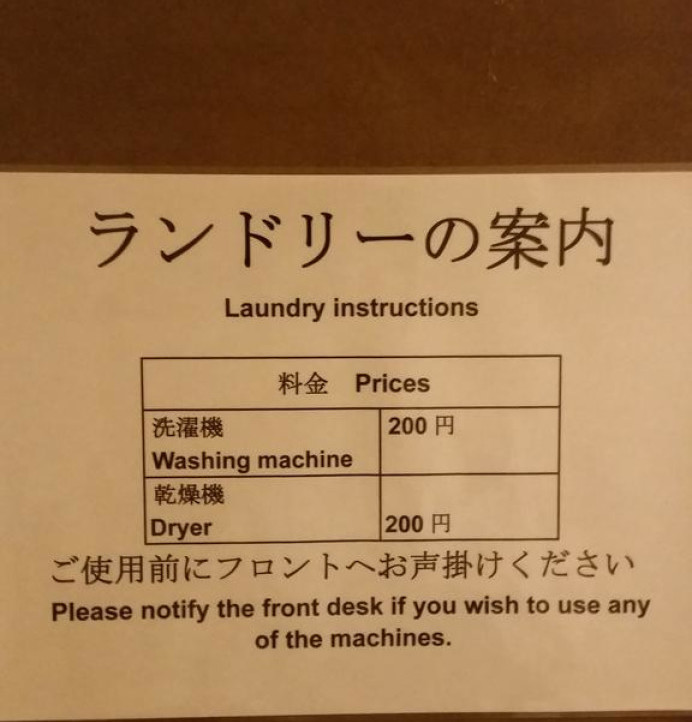 ランドリーの案内
Laundry instructions
料金 Prices
洗濯機
Washing machine
200 円
乾燥機
Dryer
200 円
ご使用前にフロントへお声掛けください
Please notify the front desk if you wish to use any
of the machines.